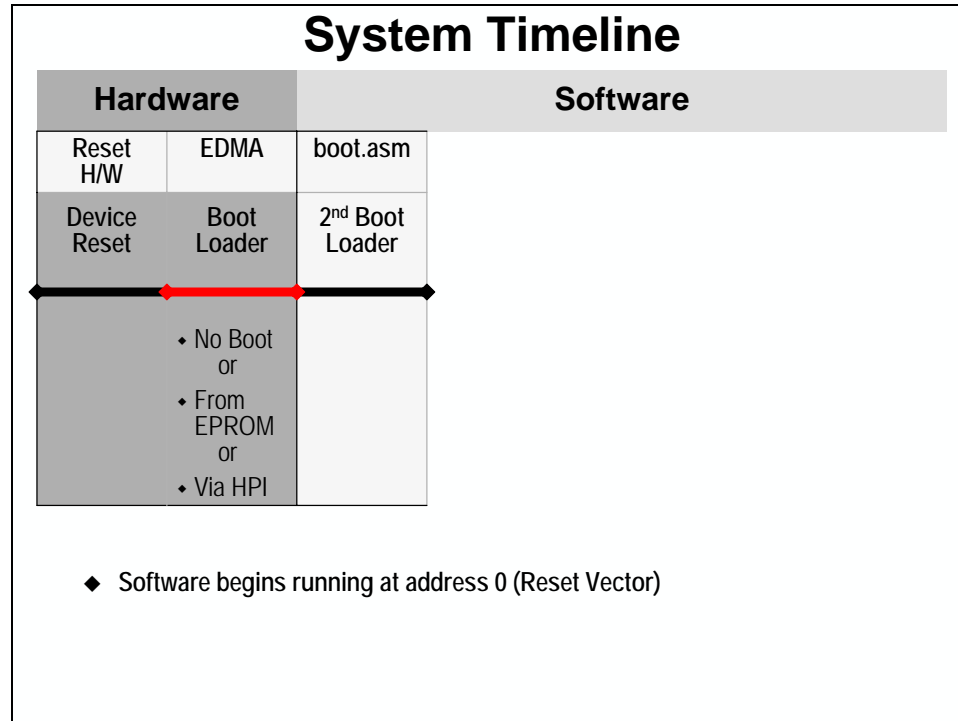 System Timeline
Hardware
Software
Reset
H/W
EDMA
boot.asm
Device
Reset
Boot
Loader
2nd Boot
Loader
◆ No Boot
or
◆ From
EPROM
or
◆ Via HPI
◆ Software begins running at address 0 (Reset Vector)